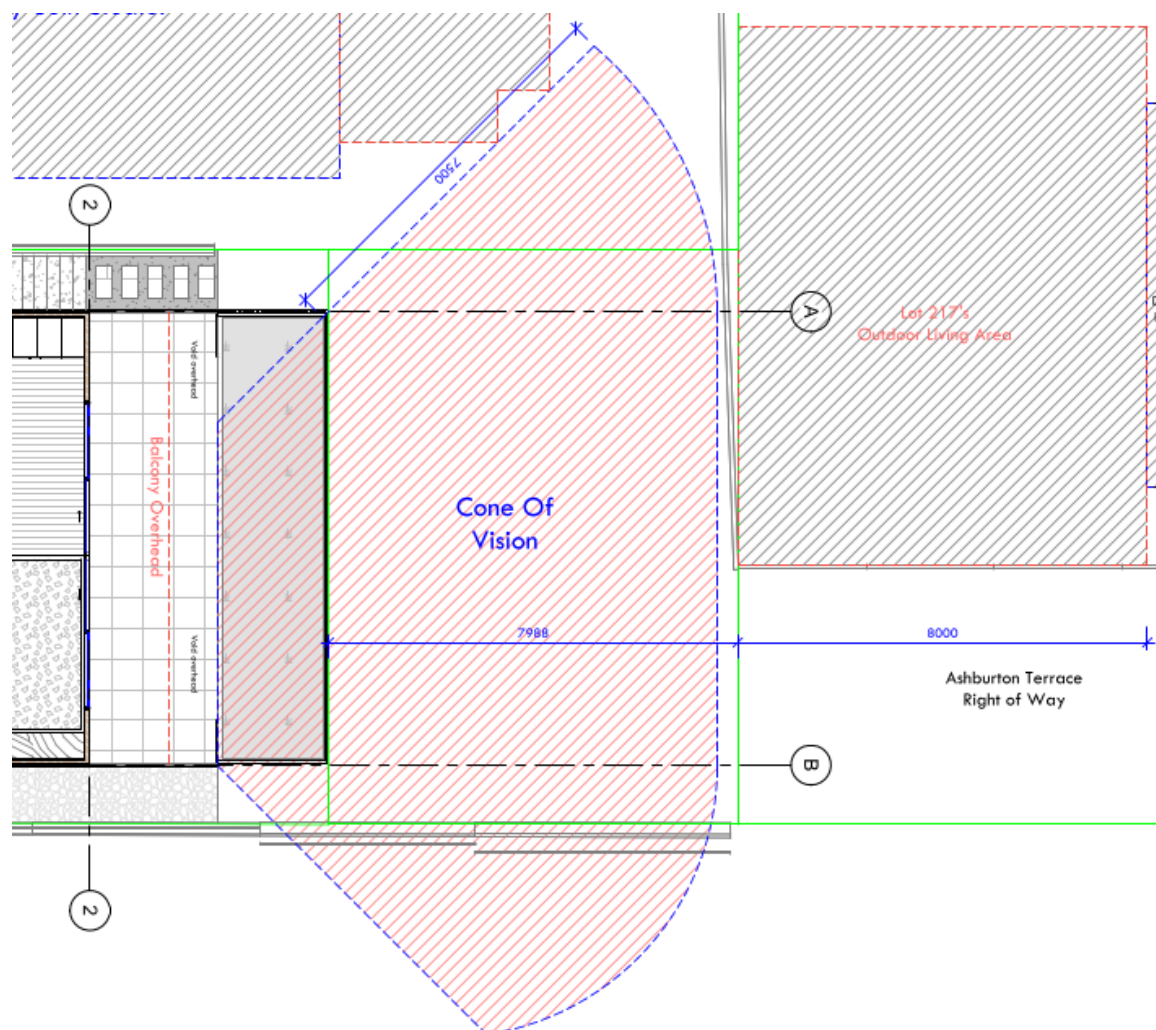 2
7500
A
Lot 217's
Outdoor Living Area
Void overhead
Balcony Overhead
Cone Of
Vision
Void overhead
7988
8000
Ashburton Terrace
Right of Way
B
2